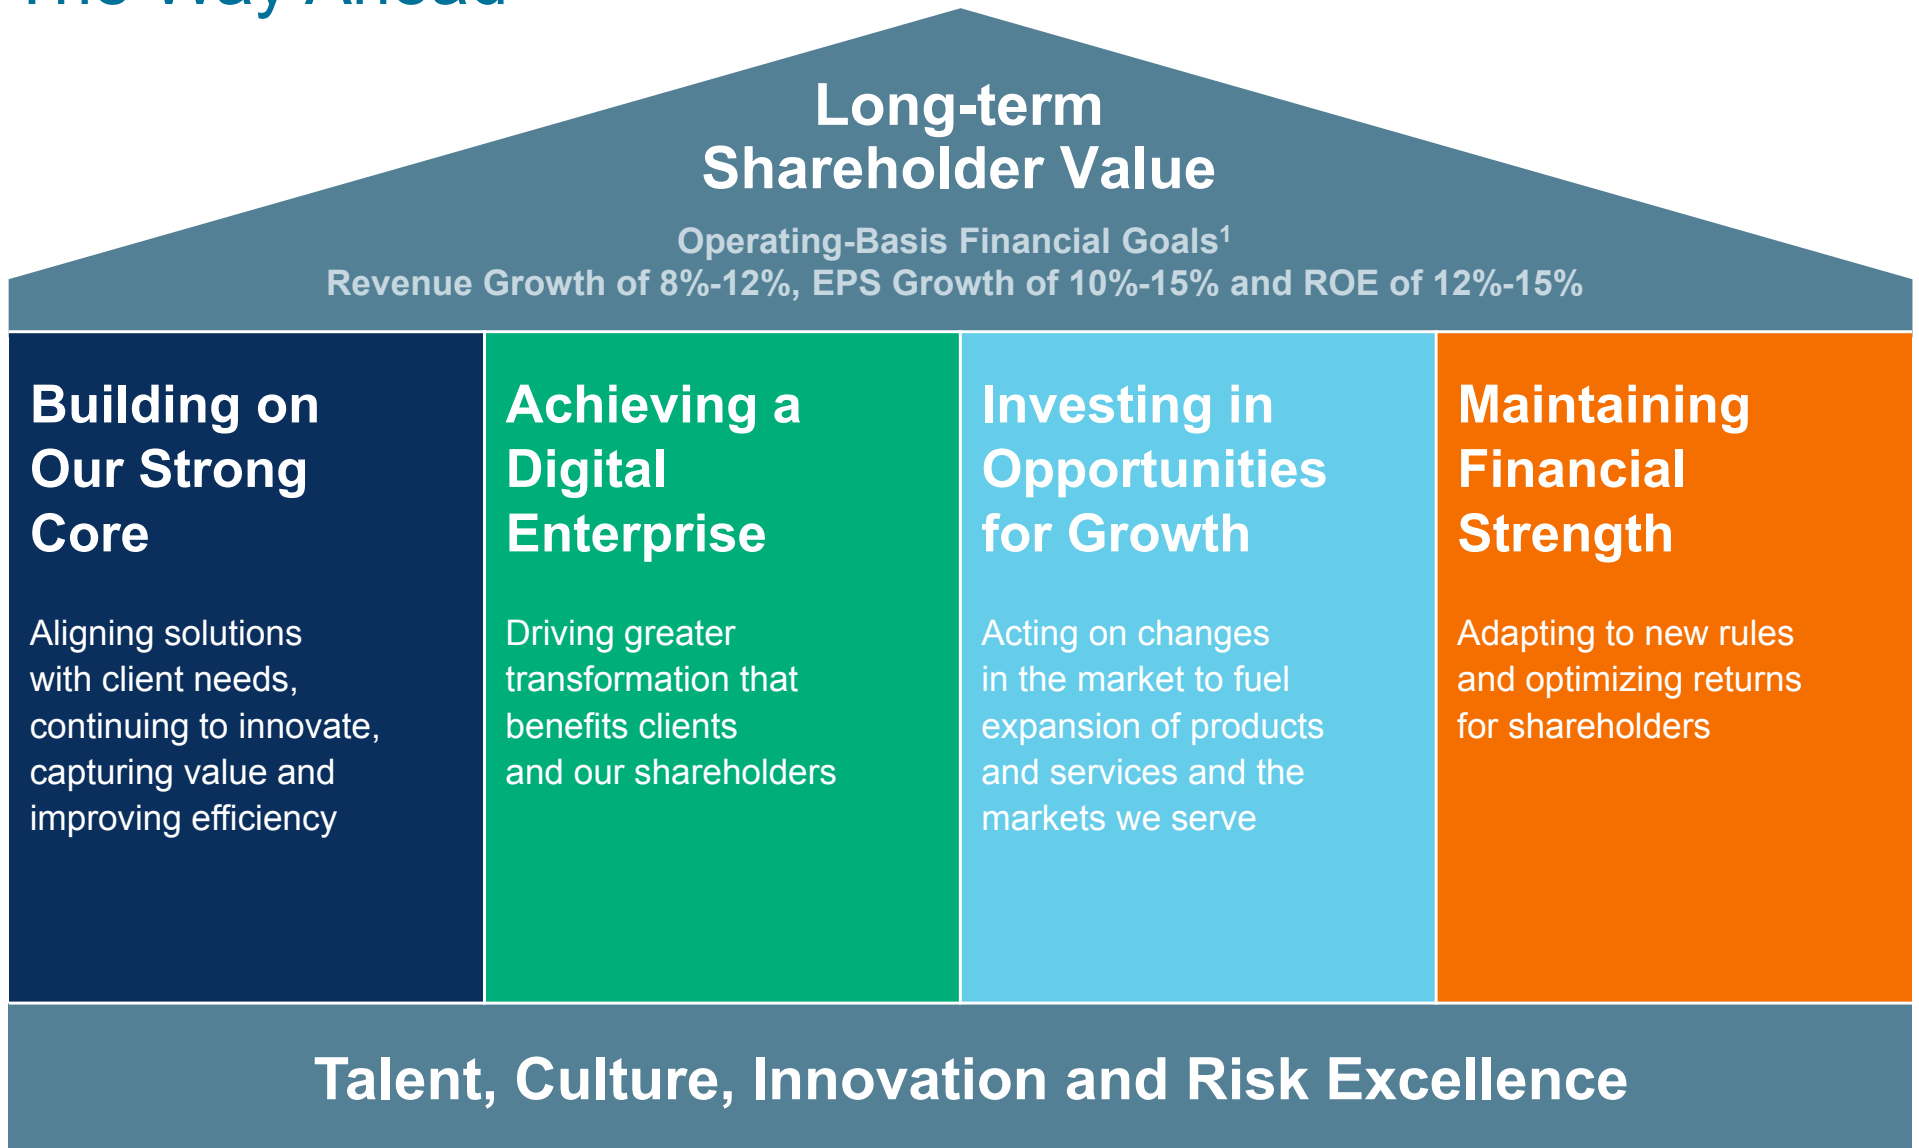 The Way Ahead
Long-term
Shareholder Value
Operating-Basis Financial Goals¹
Revenue Growth of 8%-12%, EPS Growth of 10%-15% and ROE of 12%-15%
Building on
Our Strong
Core
Aligning solutions
with client needs,
continuing to innovate,
capturing value and
improving efficiency
Achieving a
Digital
Enterprise
Driving greater
transformation that
benefits clients
and our shareholders
Investing in
Opportunities
for Growth
Acting on changes
in the market to fuel
expansion of products
and services and the
markets we serve
Maintaining
Financial
Strength
Adapting to new rules
and optimizing returns
for shareholders
Talent, Culture, Innovation and Risk Excellence